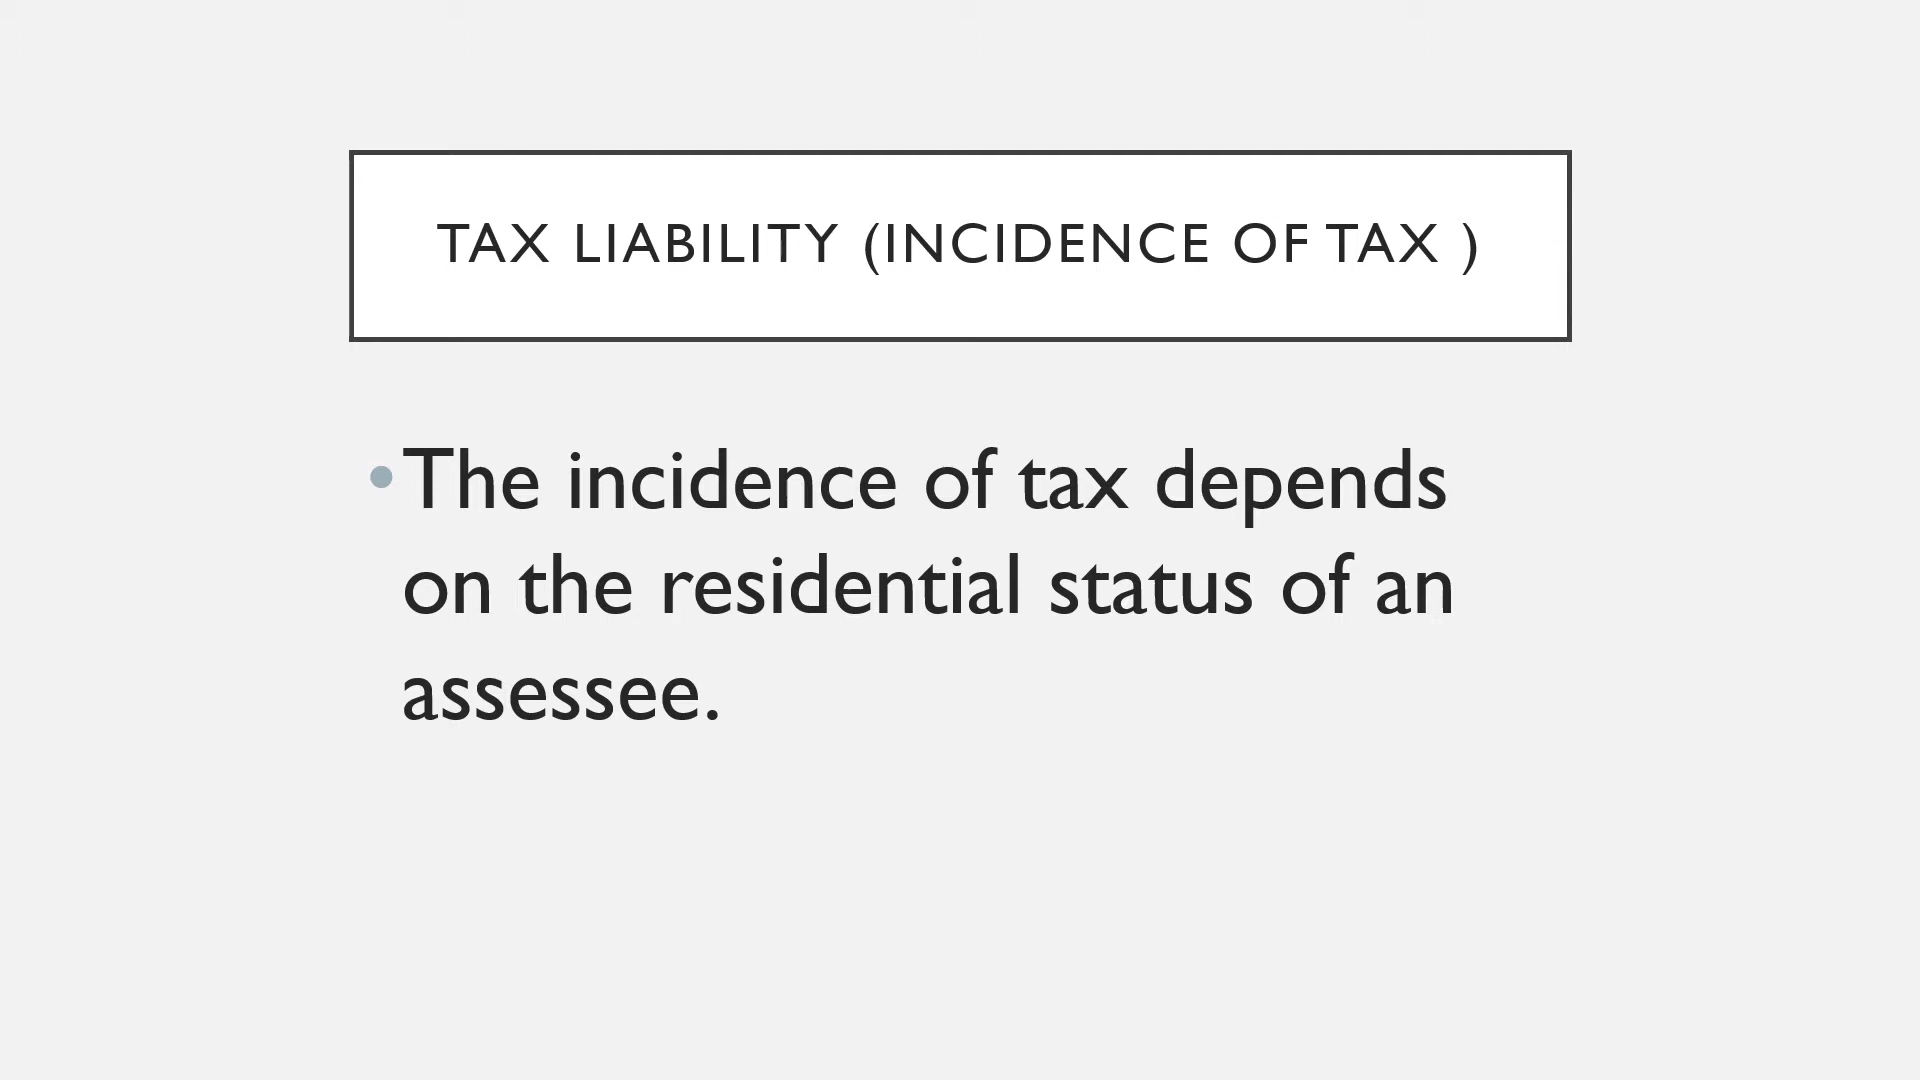 TAX LIABILITY (INCIDENCE OF TAX )
•The incidence of tax depends
on the residential status of an
assessee.